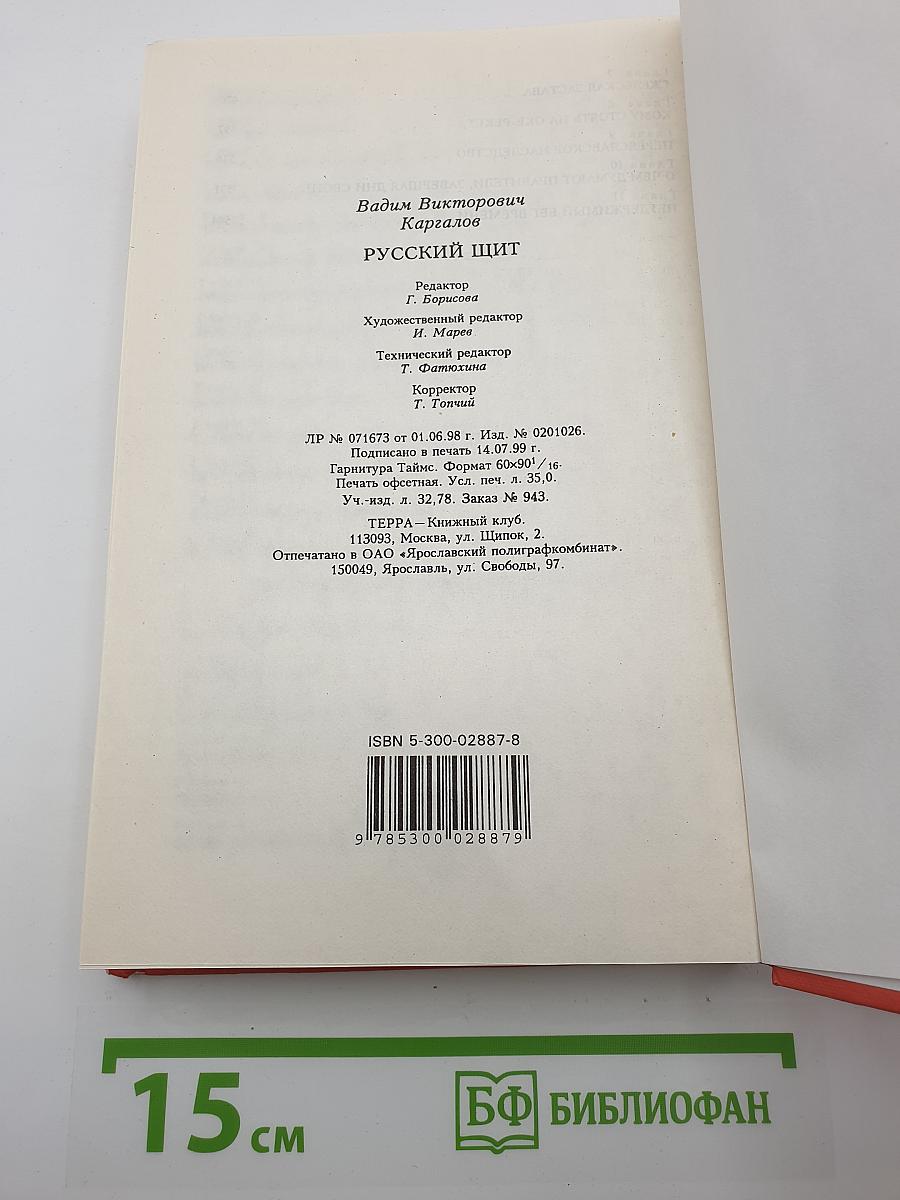 Вадим Викторович
Каргалов
РУССКИЙ ЩИТ
Редактор
Г. Борисова
Художественный редактор
И. Марев
Технический редактор
Т. Фатюхина
Корректор
Т. Топчий
ЛР № 071673 от 01.06.98 г. Изд. № 0201026.
Подписано в печать 14.07.99 г.
Гарнитура Таймс. Формат 60×90¹/₁₆.
Печать офсетная. Усл. печ. л. 35,0.
Уч.-изд. л. 32,78. Заказ № 943.
ТЕРРА—Книжный клуб.
113093, Москва, ул. Щипок, 2.
Отпечатано в ОАО «Ярославский полиграфкомбинат».
150049, Ярославль, ул. Свободы, 97.
ISBN 5-300-02887-8
9 785300 028879
15 см
БФ БИБЛИОФАН